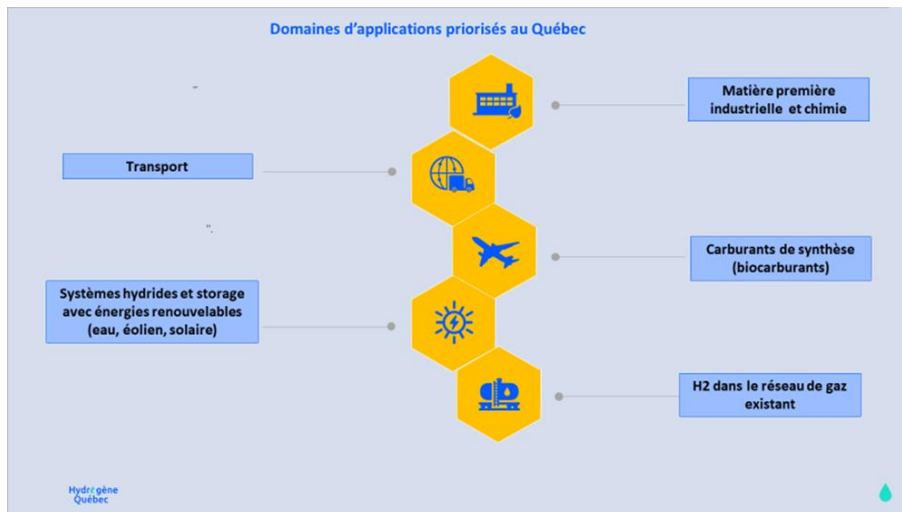 Domaines d'applications priorisés au Québec
Matière première
industrielle et chimie
Transport
Carburants de synthèse
(biocarburants)
Systèmes hydrides et storage
avec énergies renouvelables
(eau, éolien, solaire)
H2 dans le réseau de gaz
existant
Hydrogène
Québec